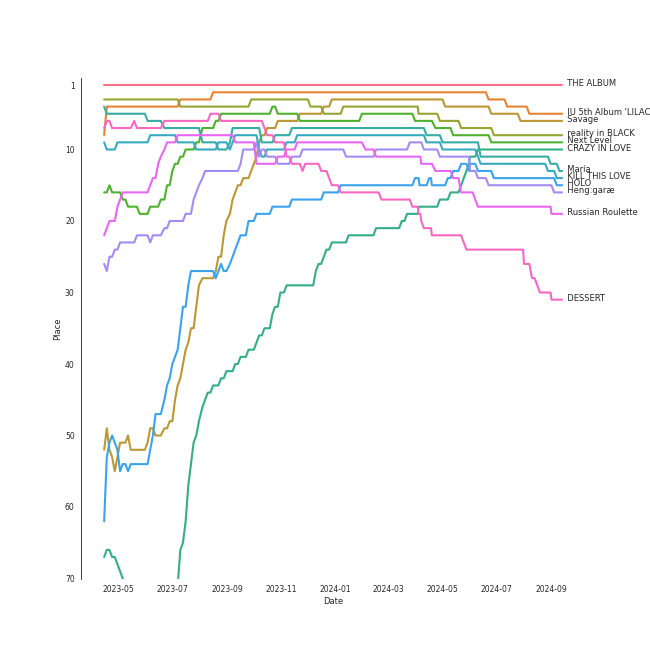 1
10
20
30
40
50
60
70
Place
2023-05
2023-07
2023-09
2023-11
2024-01
2024-03
2024-05
2024-07
2024-09
Date
THE ALBUM
IU 5th Album 'LILAC
Savage
reality in BLACK
Next Level
CRAZY IN LOVE
María
KILL THIS LOVE
HOLO
Heng:garæ
Russian Roulette
DESSERT